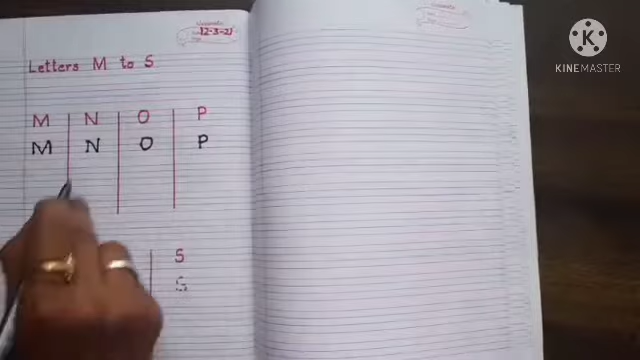 12-3-21
Letters M to S
M N O P
M N O P
S
S
K
KINEMASTER